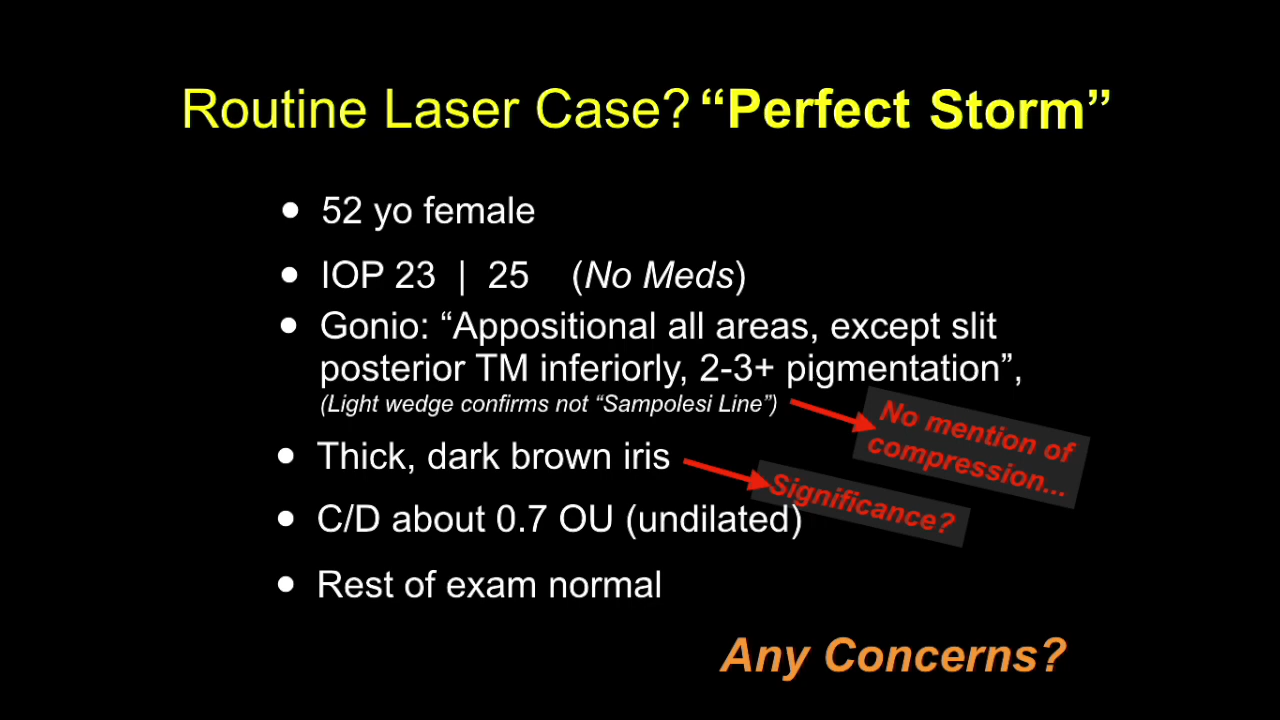 Routine Laser Case? “Perfect Storm”
• 52 yo female
• IOP 23 | 25 (No Meds)
• Gonio: “Appositional all areas, except slit
posterior TM inferiorly, 2-3+ pigmentation”,
(Light wedge confirms not “Sampolesi Line”)
No mention of
compression...
• Thick, dark brown iris
Significance?
• C/D about 0.7 OU (undilated)
• Rest of exam normal
Any Concerns?